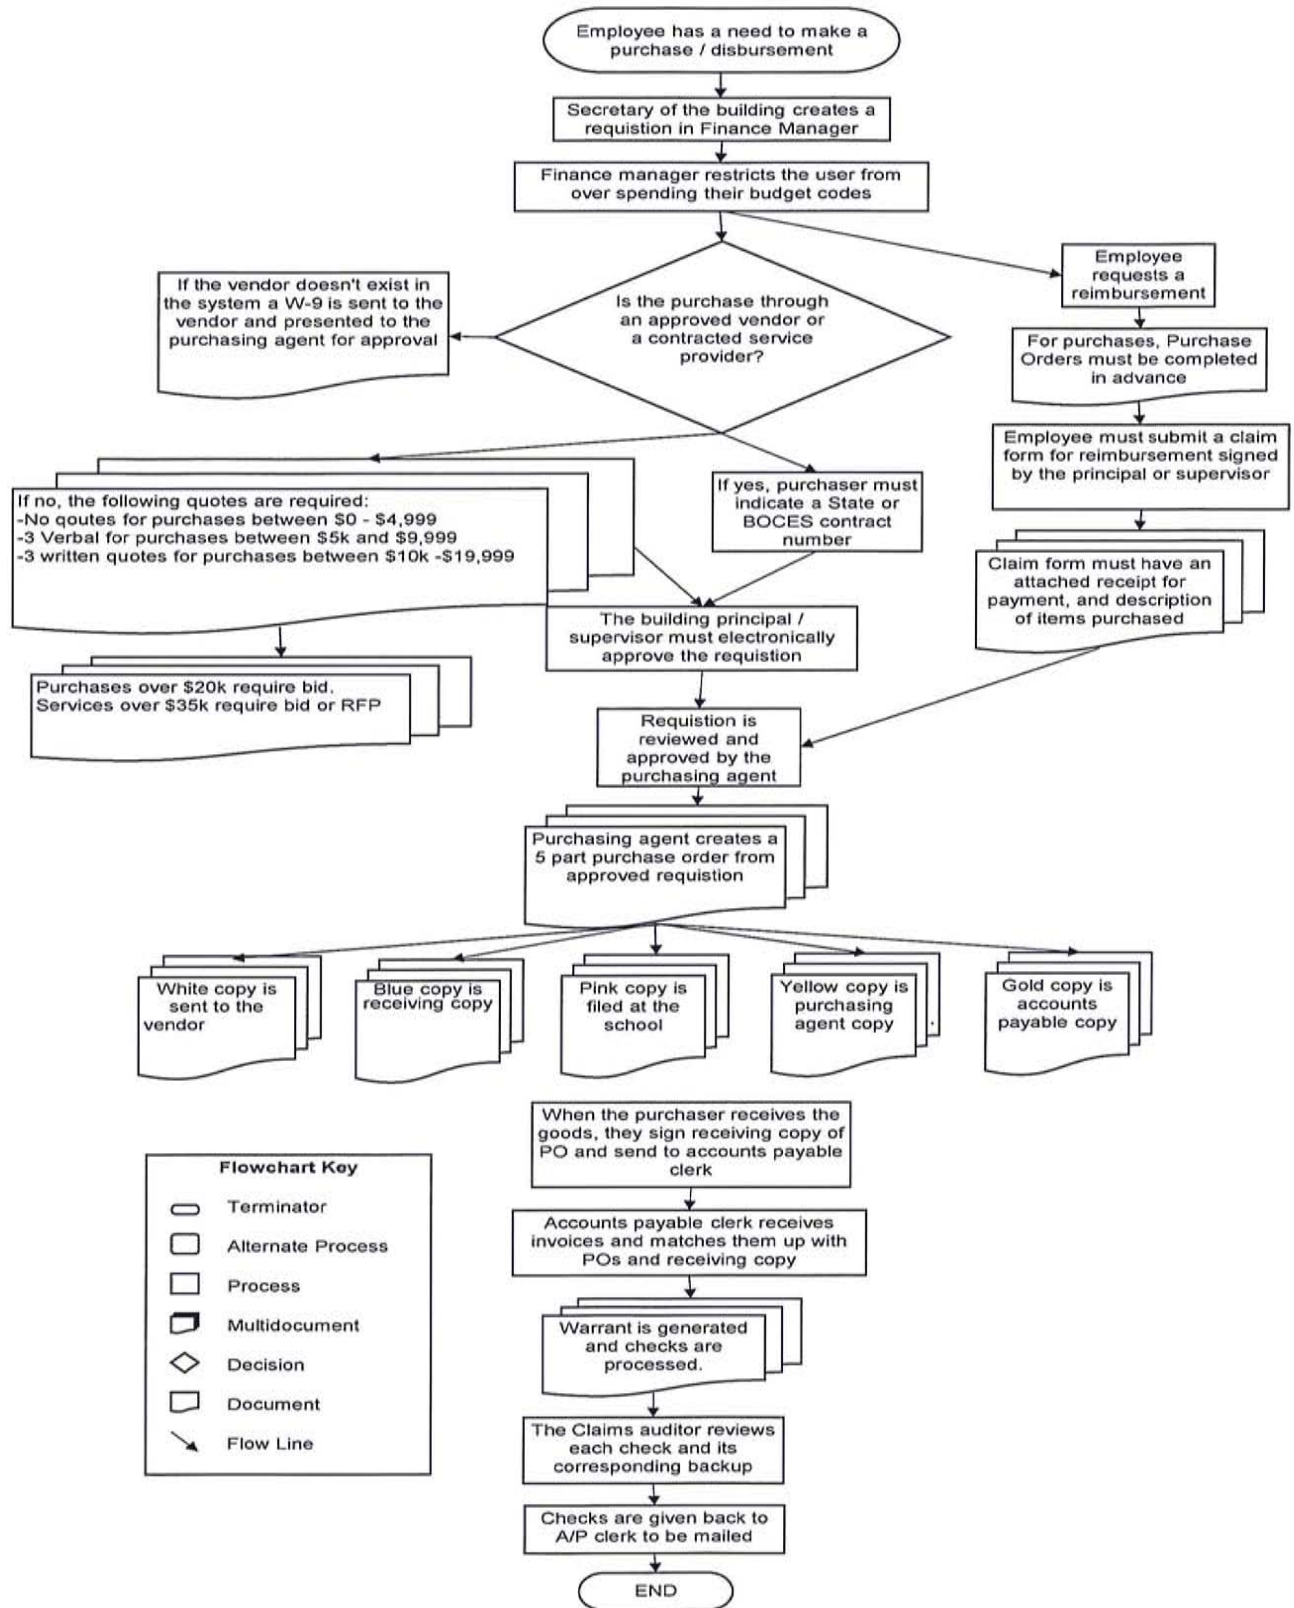 Employee has a need to make a
purchase / disbursement
Secretary of the building creates a
requistion in Finance Manager
Finance manager restricts the user from
over spending their budget codes
Employee
requests a
reimbursement
If the vendor doesn't exist in
the system a W-9 is sent to the
vendor and presented to the
purchasing agent for approval
Is the purchase through
an approved vendor or
a contracted service
provider?
For purchases, Purchase
Orders must be completed
in advance
Employee must submit a claim
form for reimbursement signed
by the principal or supervisor
If no, the following quotes are required:
-No qoutes for purchases between $0 - $4,999
-3 Verbal for purchases between $5k and $9,999
-3 written quotes for purchases between $10k -$19,999
If yes, purchaser must
indicate a State or
BOCES contract
number
Claim form must have an
attached receipt for
payment, and description
of items purchased
The building principal /
supervisor must electronically
approve the requistion
Purchases over $20k require bid.
Services over $35k require bid or RFP
Requistion is
reviewed and
approved by the
purchasing agent
Purchasing agent creates a
5 part purchase order from
approved requistion
White copy is
sent to the
vendor
Blue copy is
receiving copy
Pink copy is
filed at the
school
Yellow copy is
purchasing
agent copy
Gold copy is
accounts
payable copy
When the purchaser receives the
goods, they sign receiving copy of
PO and send to accounts payable
clerk
Accounts payable clerk receives
invoices and matches them up with
POs and receiving copy
Warrant is generated
and checks are
processed.
The Claims auditor reviews
each check and its
corresponding backup
Checks are given back to
A/P clerk to be mailed
END
Flowchart Key
Terminator
Alternate Process
Process
Multidocument
Decision
Document
Flow Line